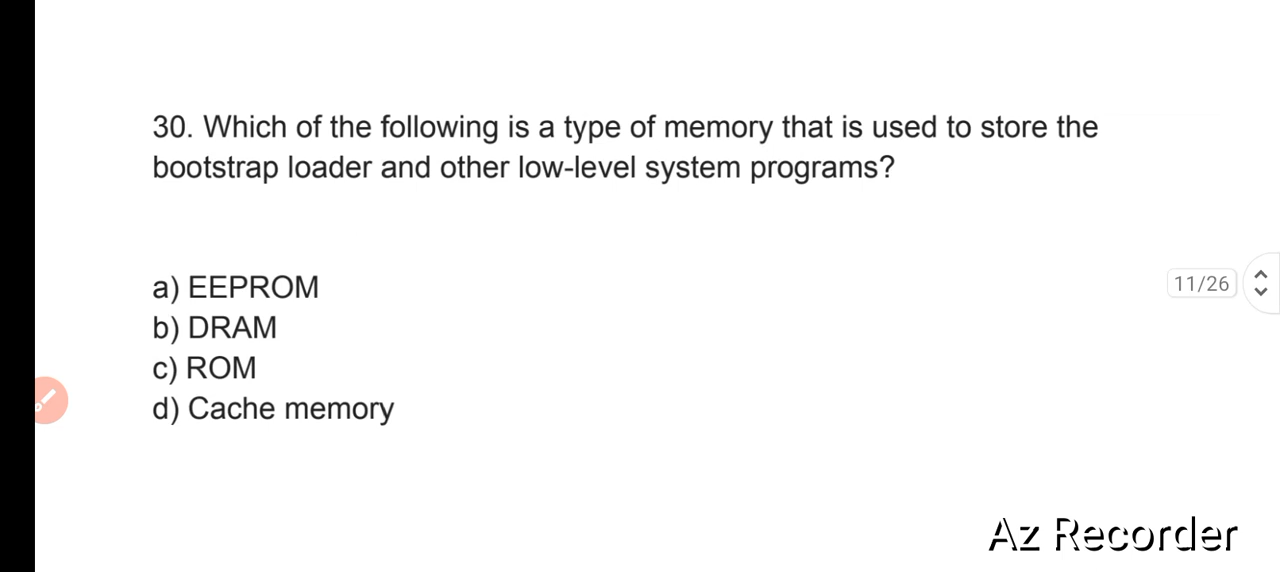 30. Which of the following is a type of memory that is used to store the
bootstrap loader and other low-level system programs?
a) EEPROM
11/26
b) DRAM
c) ROM
d) Cache memory
Az Recorder